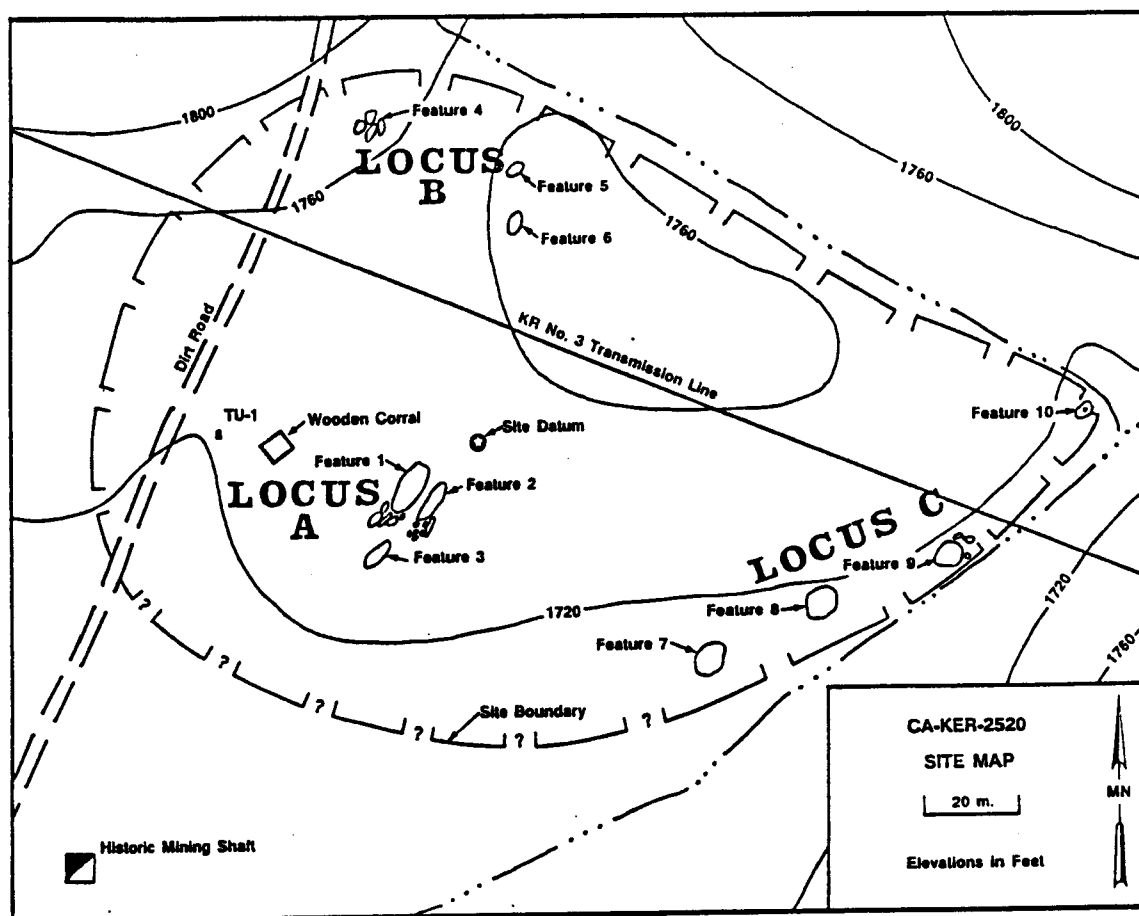 1800
Feature 4
LOCUS
B
Feature 5
Feature 6
1760
1760
1760
1800
Dirt Road
KR No. 3 Transmission Line
TU-1
Wooden Corral
Site Datum
Feature 1
Feature 2
LOCUS
A
Feature 3
Feature 10
LOCUS C
Feature 9
Feature 8
1720
Feature 7
1720
1760
?
?
?
?
?
?
Site Boundary
Historic Mining Shaft
CA-KER-2520
SITE MAP
20 m.
MN
Elevations in Feet